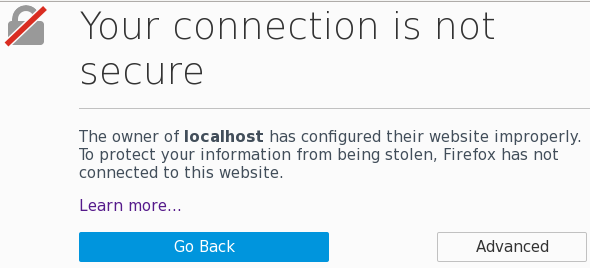 Your connection is not
secure
The owner of localhost has configured their website improperly.
To protect your information from being stolen, Firefox has not
connected to this website.
Learn more...
Go Back
Advanced